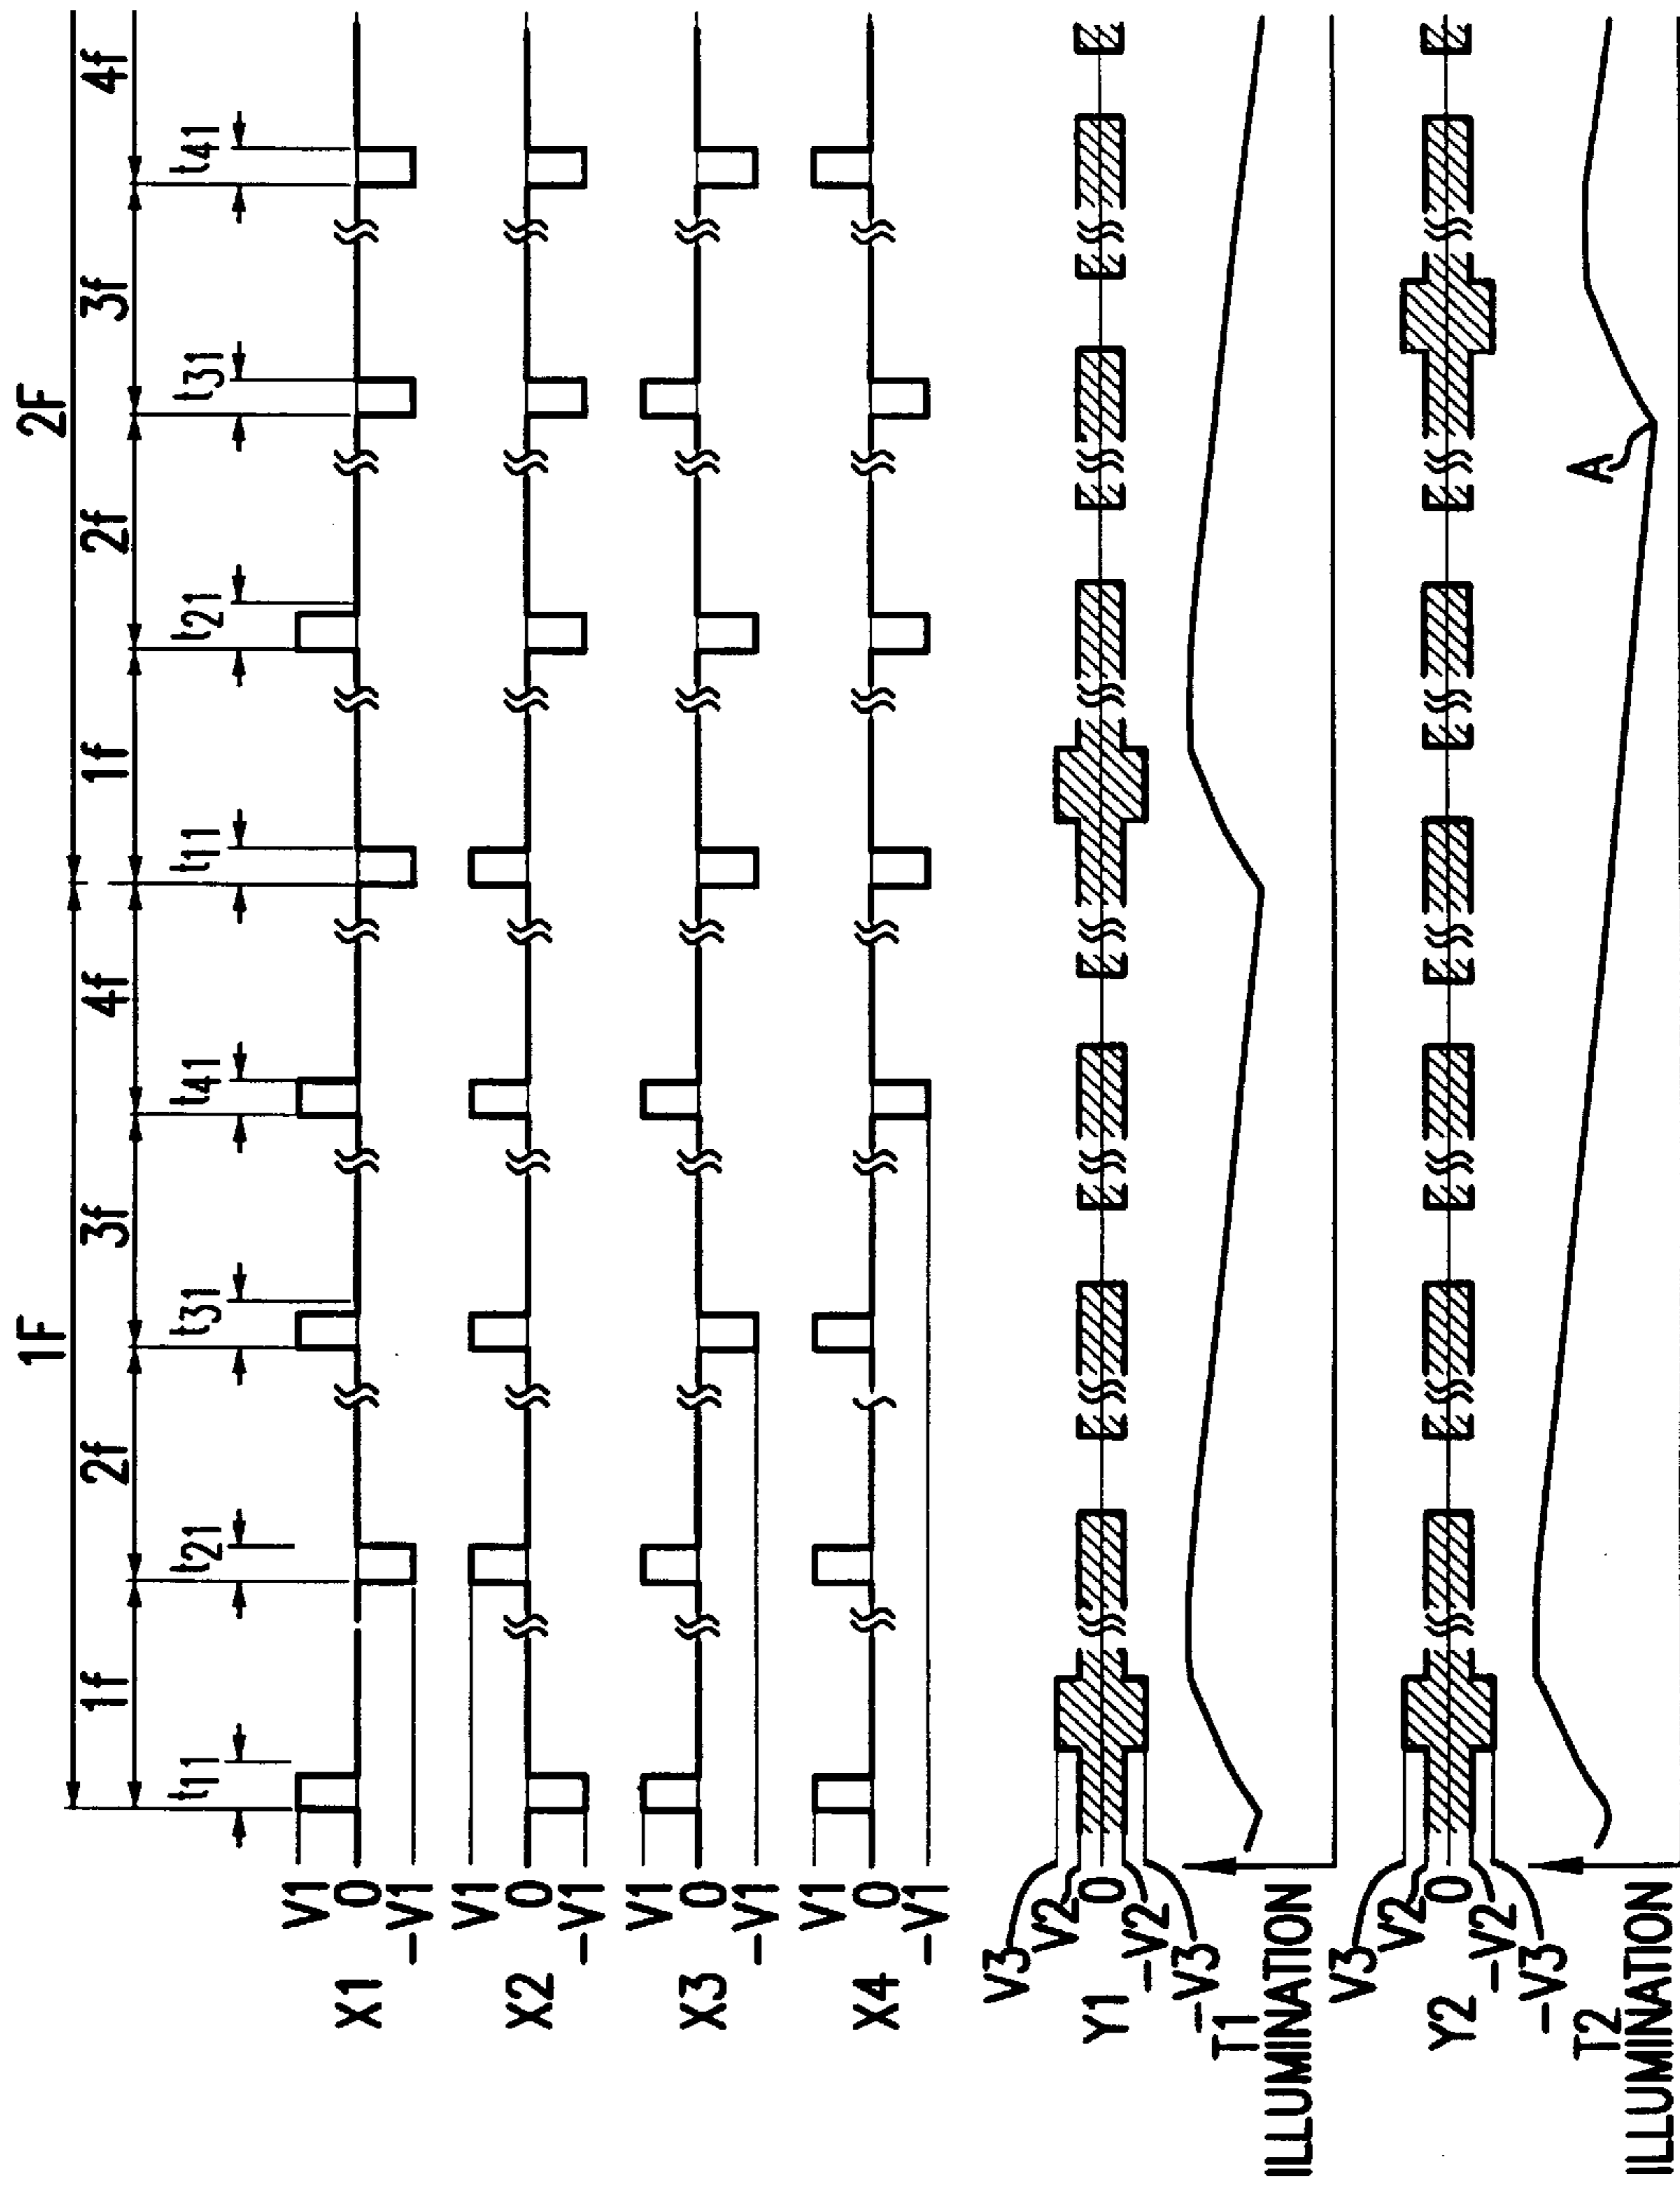 1F 2F
1f 2f 3f 4f 1f 2f 3f 4f
t11 t21 t31 t41 t11 t21 t31 t41
V1
X1 0
-V1
V1
X2 0
-V1
V1
X3 0
-V1
V1
X4 0
-V1
V3
V2
Y1 0
-V2
-V3
T1
ILLUMINATION
V3
V2
Y2 0
-V2
-V3
A
T2
ILLUMINATION